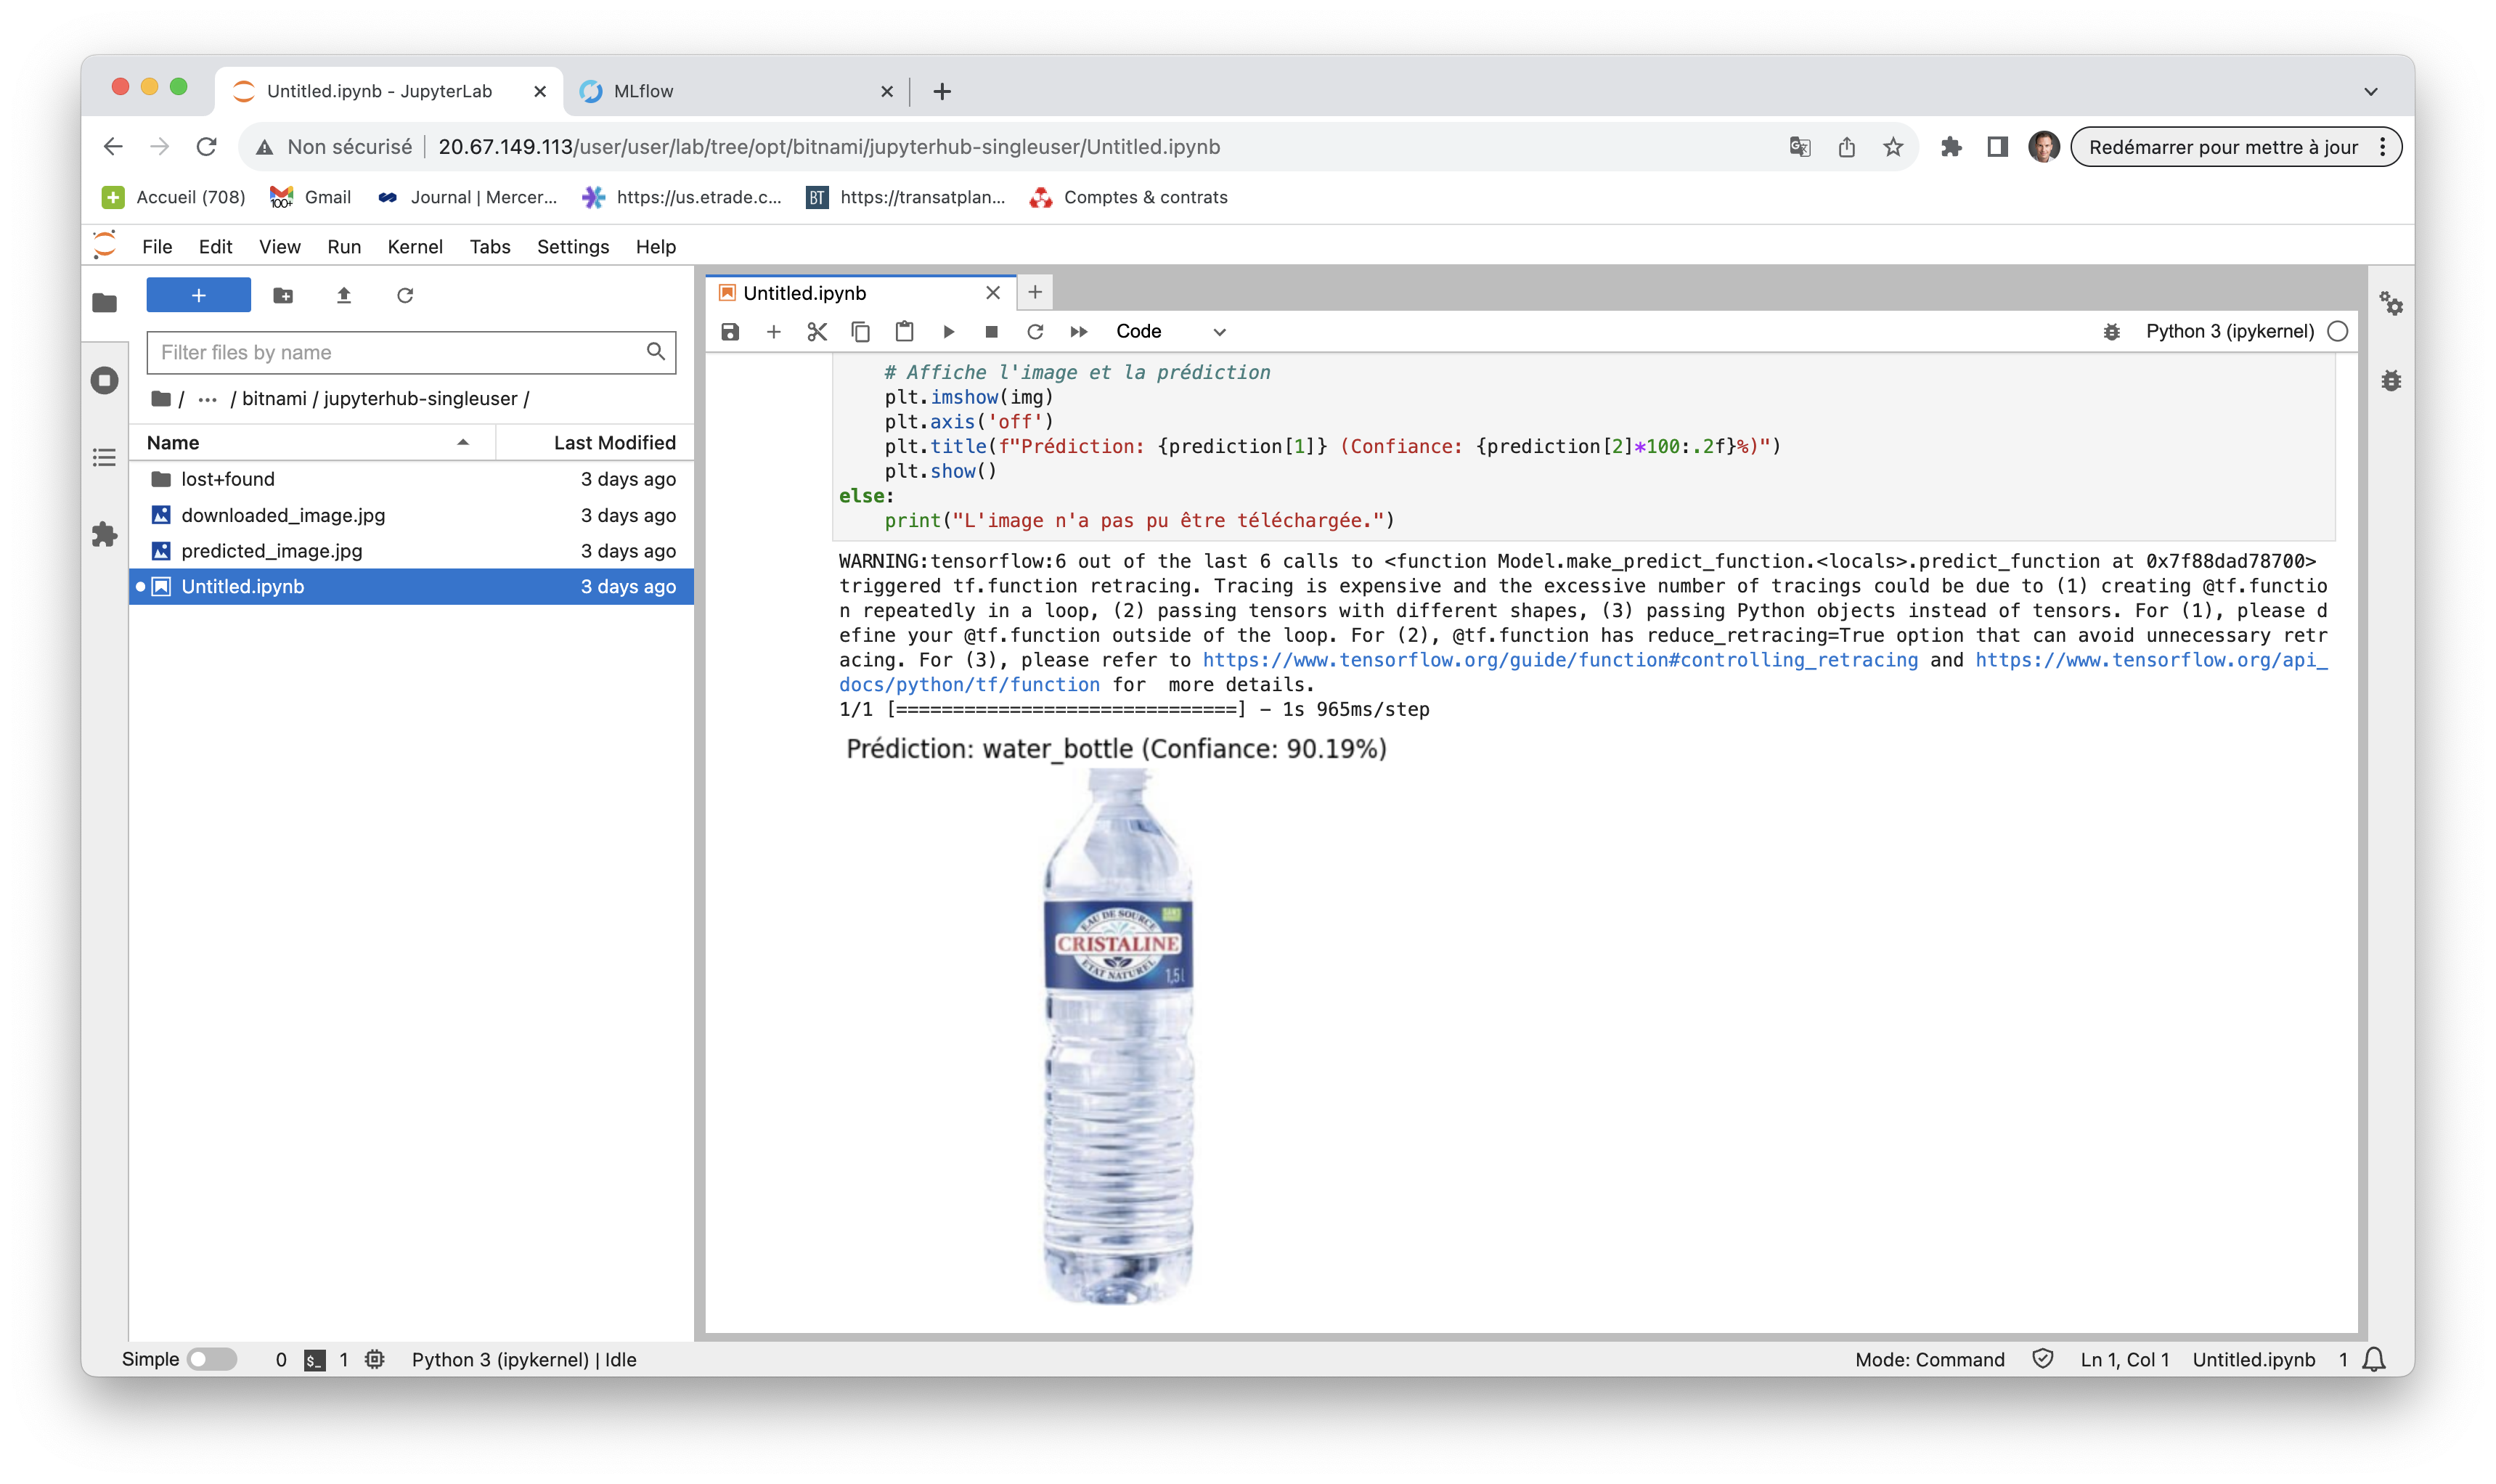 Untitled.ipynb - JupyterLab
MLflow
Non sécurisé
20.67.149.113/user/user/lab/tree/opt/bitnami/jupyterhub-singleuser/Untitled.ipynb
Redémarrer pour mettre à jour
Accueil (708)
100+
Gmail
Journal | Mercer...
https://us.etrade.c...
BT
https://transatplan...
Comptes & contrats
File Edit View Run Kernel Tabs Settings Help
Filter files by name
/ ··· / bitnami / jupyterhub-singleuser /
Name Last Modified
lost+found 3 days ago
downloaded_image.jpg 3 days ago
predicted_image.jpg 3 days ago
Untitled.ipynb 3 days ago
Untitled.ipynb
Code
Python 3 (ipykernel)
# Affiche l'image et la prédiction
plt.imshow(img)
plt.axis('off')
plt.title(f"Prédiction: {prediction[1]} (Confiance: {prediction[2]*100:.2f}%)")
plt.show()
else:
print("L'image n'a pas pu être téléchargée.")
WARNING:tensorflow:6 out of the last 6 calls to <function Model.make_predict_function.<locals>.predict_function at 0x7f88dad78700>
triggered tf.function retracing. Tracing is expensive and the excessive number of tracings could be due to (1) creating @tf.functio
n repeatedly in a loop, (2) passing tensors with different shapes, (3) passing Python objects instead of tensors. For (1), please d
efine your @tf.function outside of the loop. For (2), @tf.function has reduce_retracing=True option that can avoid unnecessary retr
acing. For (3), please refer to https://www.tensorflow.org/guide/function#controlling_retracing and https://www.tensorflow.org/api_
docs/python/tf/function for  more details.
1/1 [==============================] - 1s 965ms/step
Prédiction: water_bottle (Confiance: 90.19%)
EAU DE SOURCE
CRISTALINE
ETAT NATUREL
1,5 l
Simple
0
$_
1
Python 3 (ipykernel) | Idle
Mode: Command
Ln 1, Col 1
Untitled.ipynb
1